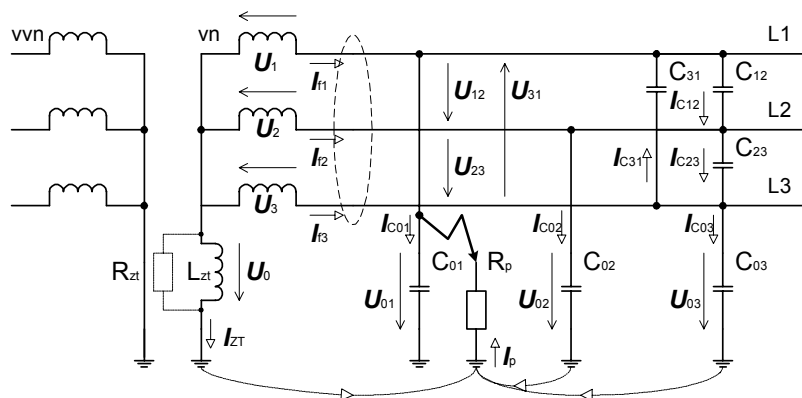 vvn
vn
L1
U1
If1
U12
U31
C31
C12
IC12
L2
U2
If2
U23
IC31
IC23
C23
L3
U3
If3
IC01
IC02
IC03
Rzt
Lzt
U0
C01
Rp
C02
C03
U01
U02
U03
IZT
Ip